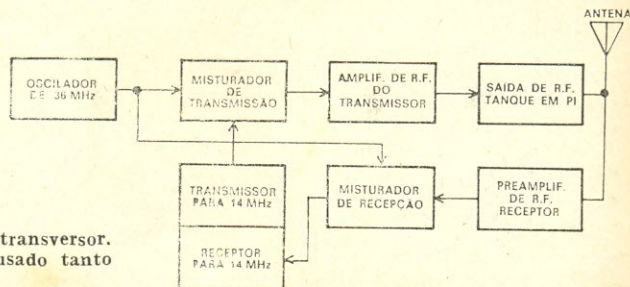 ANTENA
OSCILADOR
DE 36 MHz
MISTURADOR
DE
TRANSMISSÃO
AMPLIF. DE R.F.
DO
TRANSMISSOR
SAÍDA DE R.F.
TANQUE EM PI
TRANSMISSOR
PARA 14 MHz
RECEPTOR
PARA 14 MHz
MISTURADOR
DE RECEPÇÃO
PREAMPLIF.
DE R.F.
RECEPTOR
transversor.
usado tanto